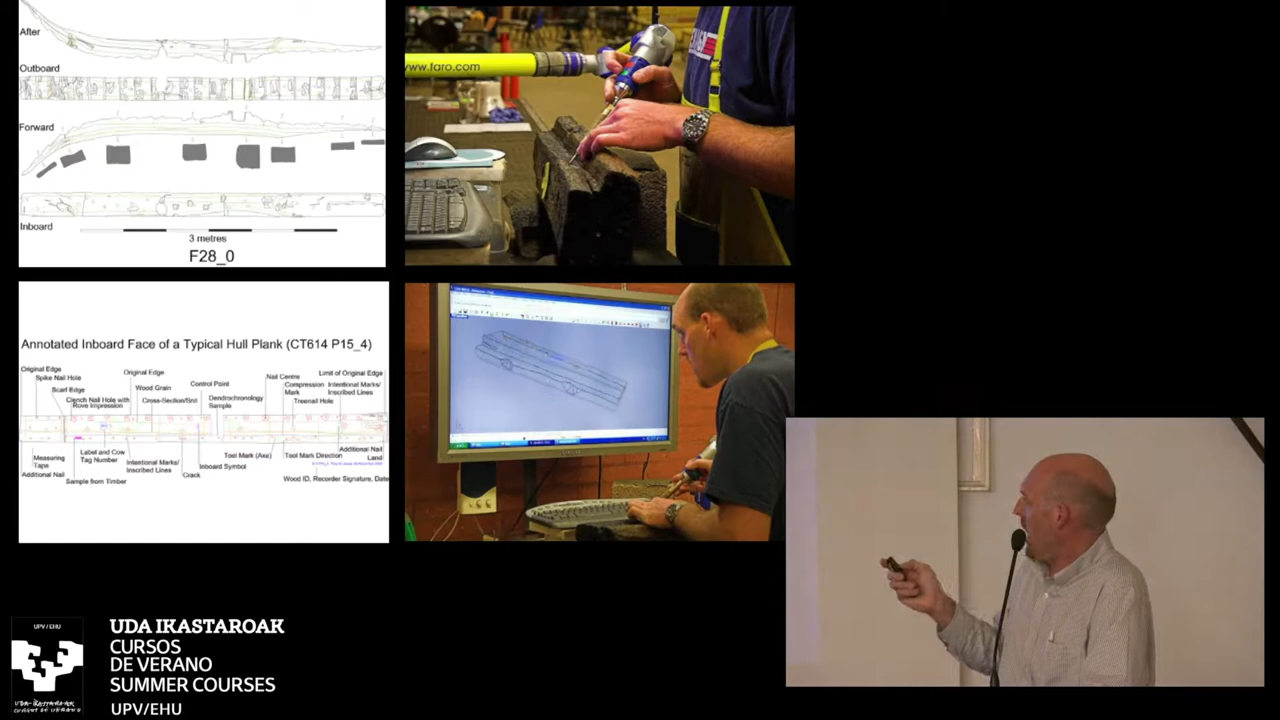 After
Outboard
Forward
Inboard
3 metres
F28_0
www.faro.com
Annotated Inboard Face of a Typical Hull Plank (CT614 P15_4)
Original Edge
Spike Nail Hole
Scarf Edge
Clench Nail Hole with
Rove Impression
Original Edge
Wood Grain
Cross-Section/Bnt
Control Point
Dendrochronology
Sample
Nail Centre
Compression
Mark
Treenail Hole
Limit of Original Edge
Intentional Marks/
Inscribed Lines
Measuring
Tape
Additional Nail
Label and Cow
Tag Number
Sample from Timber
Intentional Marks/
Inscribed Lines
Crack
Inboard Symbol
Tool Mark (Axe)
Tool Mark Direction
Additional Nail
Land
Wood ID, Recorder Signature, Date
UPV / EHU
UDA IKASTAROAK
CURSOS
DE VERANO
SUMMER COURSES
UPV/EHU